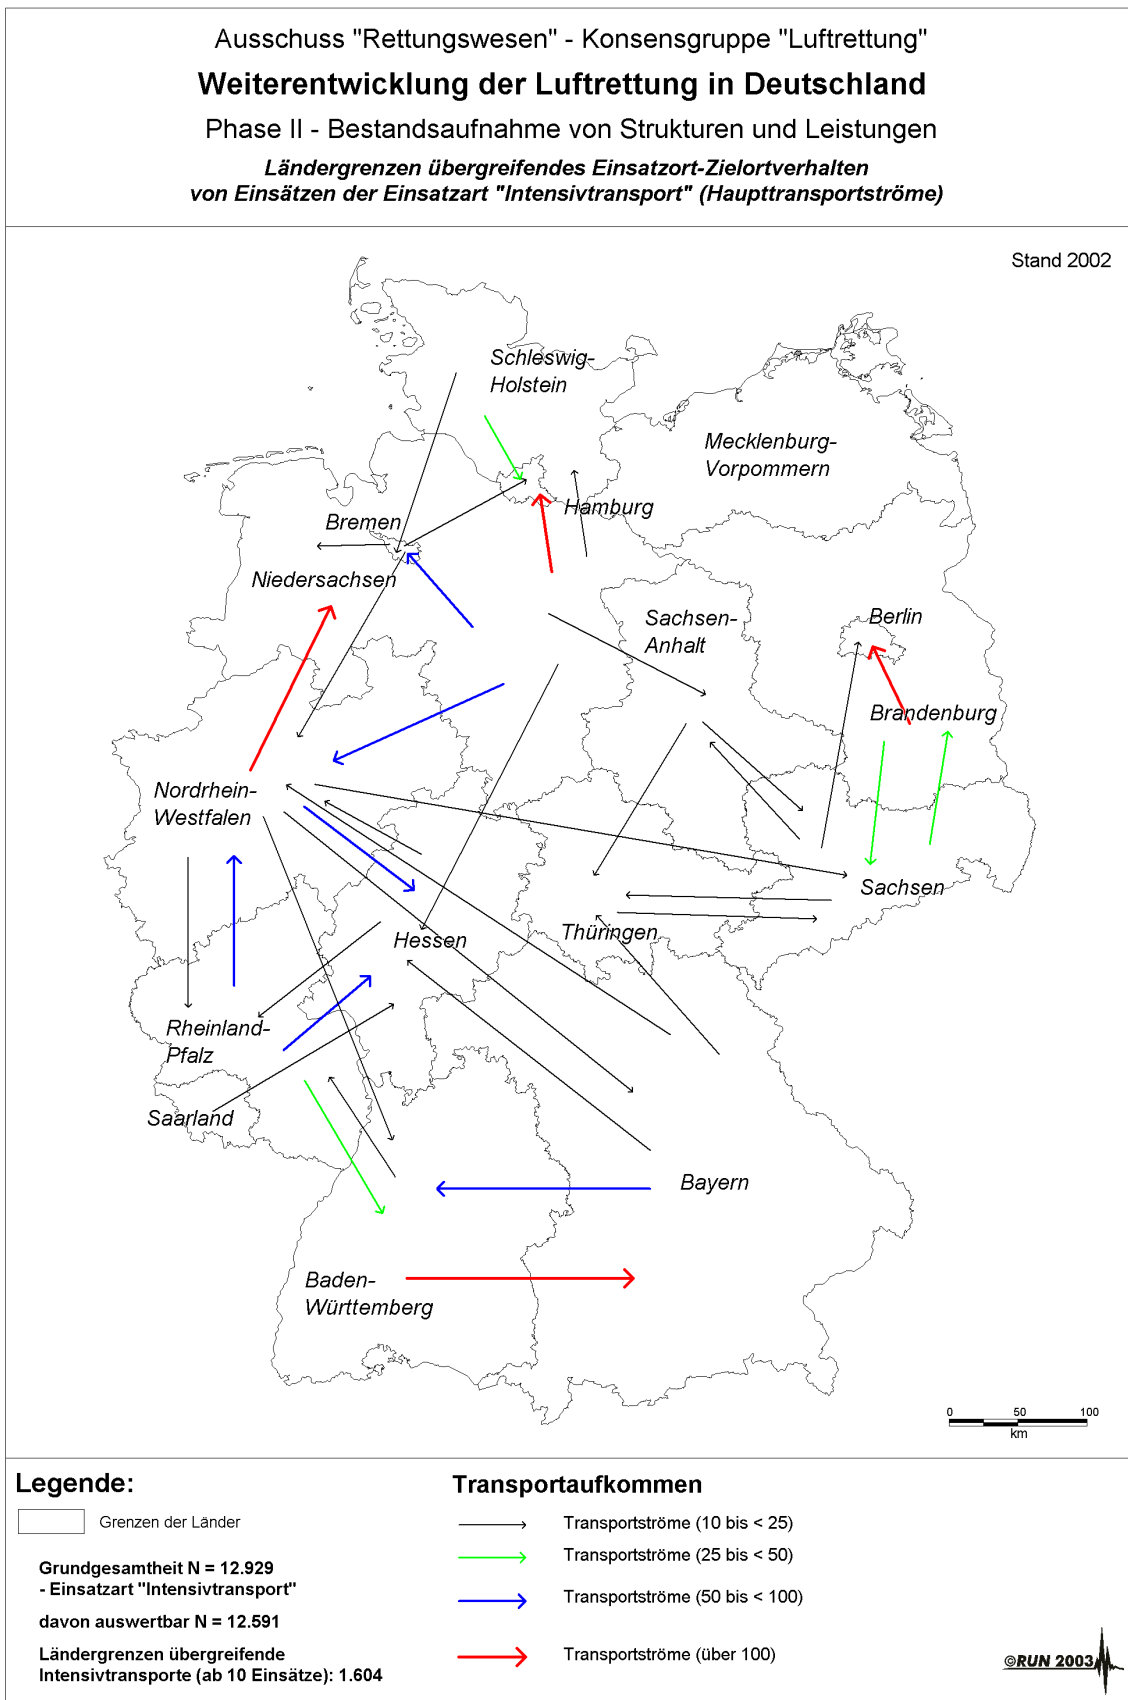 Ausschuss "Rettungswesen" - Konsensgruppe "Luftrettung"
Weiterentwicklung der Luftrettung in Deutschland
Phase II - Bestandsaufnahme von Strukturen und Leistungen
Ländergrenzen übergreifendes Einsatzort-Zielortverhalten
von Einsätzen der Einsatzart "Intensivtransport" (Haupttransportströme)
Stand 2002
Schleswig-
Holstein
Mecklenburg-
Vorpommern
Hamburg
Bremen
Niedersachsen
Sachsen-
Anhalt
Berlin
Brandenburg
Nordrhein-
Westfalen
Sachsen
Hessen
Thüringen
Rheinland-
Pfalz
Saarland
Bayern
Baden-
Württemberg
0 50 100
km
Legende:
Grenzen der Länder
Grundgesamtheit N = 12.929
- Einsatzart "Intensivtransport"
davon auswertbar N = 12.591
Ländergrenzen übergreifende
Intensivtransporte (ab 10 Einsätze): 1.604
Transportaufkommen
Transportströme (10 bis < 25)
Transportströme (25 bis < 50)
Transportströme (50 bis < 100)
Transportströme (über 100)
©RUN 2003